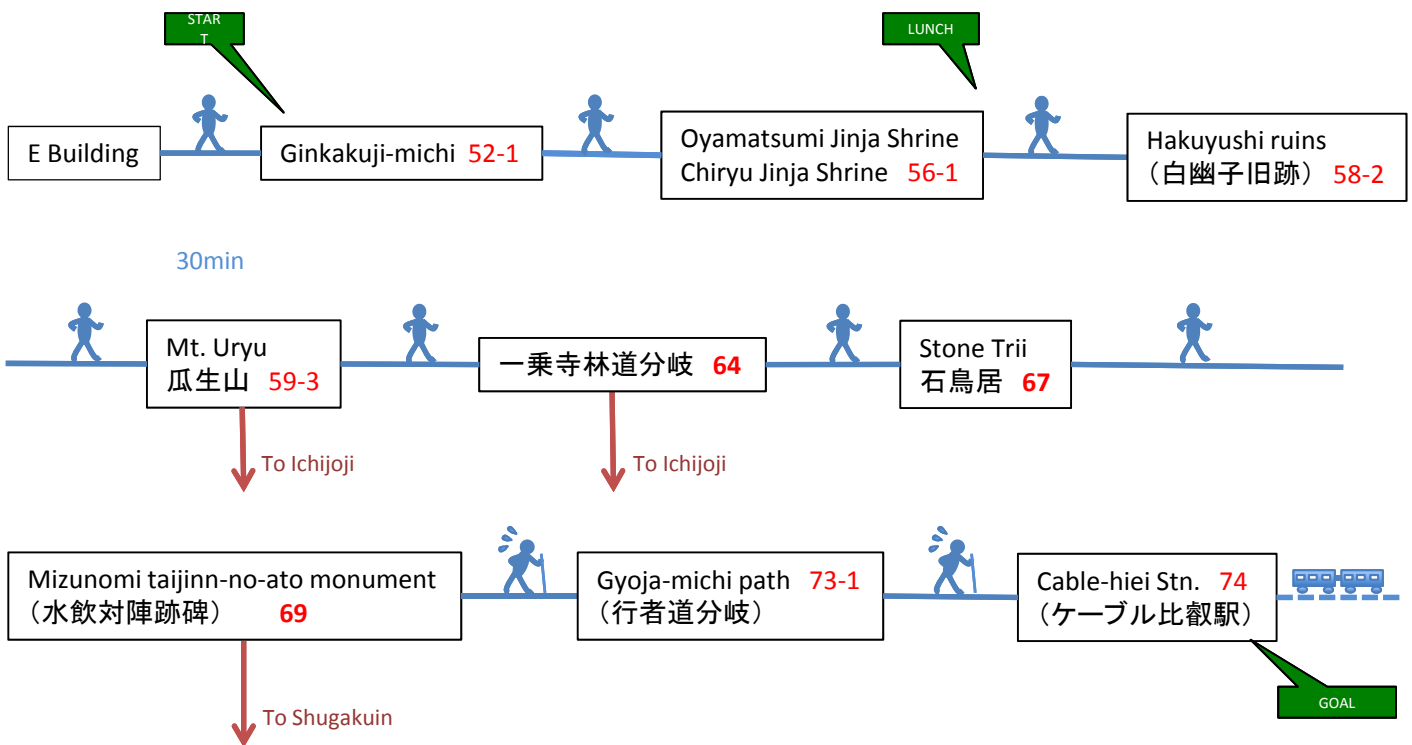 STAR
T
LUNCH
E Building
Ginkakuji-michi 52-1
Oyamatsumi Jinja Shrine
Chiryu Jinja Shrine 56-1
Hakuyushi ruins
（白幽子旧跡） 58-2
30min
Mt. Uryu
瓜生山 59-3
一乗寺林道分岐 64
Stone Trii
石鳥居 67
To Ichijoji
To Ichijoji
Mizunomi taijinn-no-ato monument
（水飲対陣跡碑） 69
Gyoja-michi path 73-1
（行者道分岐）
Cable-hiei Stn. 74
（ケーブル比叡駅）
To Shugakuin
GOAL